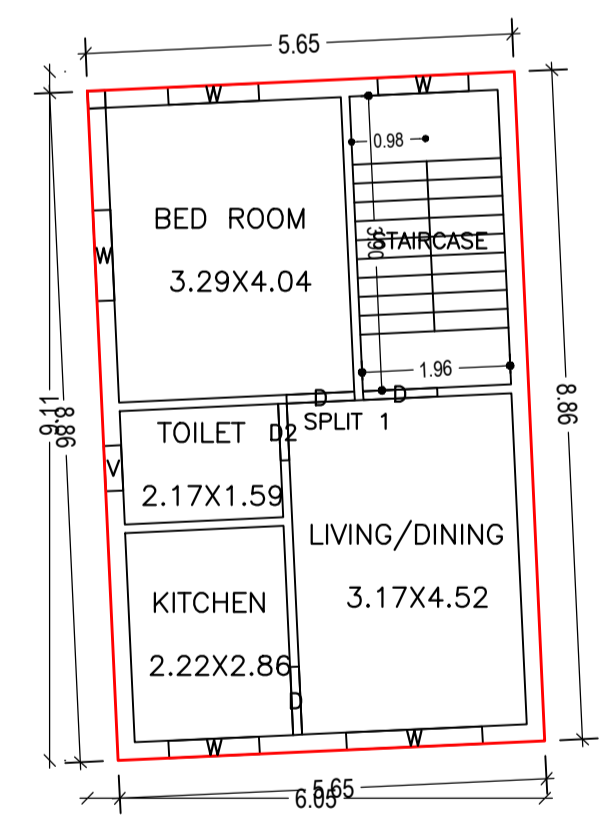 5.65
W
W
0.98
BED ROOM
3.90
STAIRCASE
W
3.29X4.04
1.96
8.86
9.11
8.86
D
D
SPLIT 1
TOILET
D2
V
2.17X1.59
LIVING/DINING
3.17X4.52
KITCHEN
2.22X2.86
D
W
W
5.65
6.05